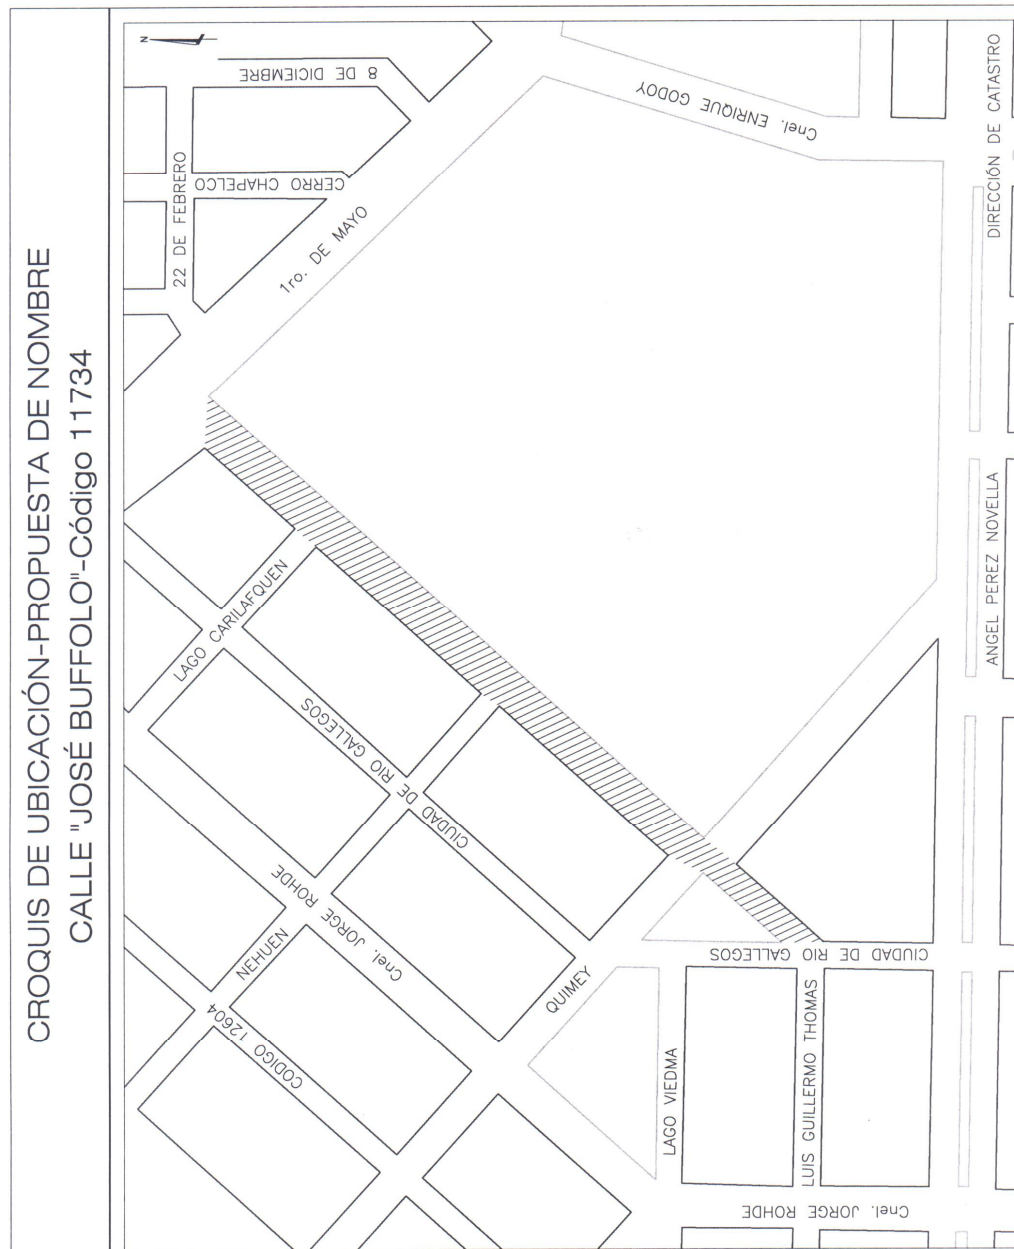 CROQUIS DE UBICACIÓN-PROPUESTA DE NOMBRE
CALLE "JOSÉ BUFFOLO"-Código 11734
N
8 DE DICIEMBRE
22 DE FEBRERO
CERRO CHAPELCO
1ro. DE MAYO
Cnel. ENRIQUE GODOY
DIRECCIÓN DE CATASTRO
LAGO CARILAFQUEN
CIUDAD DE RIO GALLEGOS
ANGEL PEREZ NOVELLA
Cnel. JORGE ROHDE
NEHUEN
CODIGO 12604
QUIMEY
CIUDAD DE RIO GALLEGOS
LAGO VIEDMA
LUIS GUILLERMO THOMAS
Cnel. JORGE ROHDE